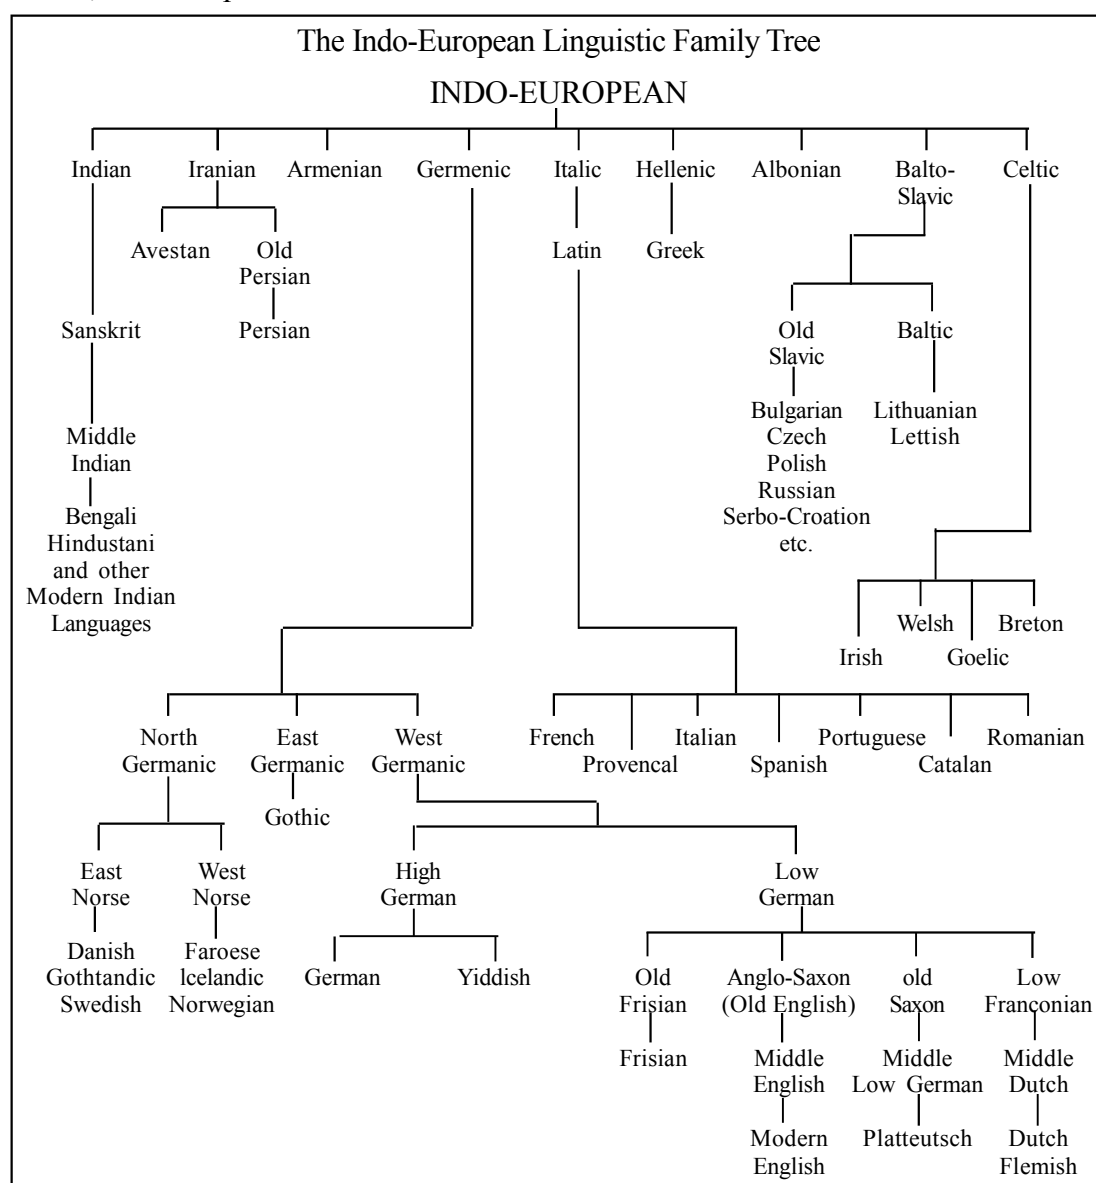 The Indo-European Linguistic Family Tree
INDO-EUROPEAN
Indian Iranian Armenian Germenic Italic Hellenic Albonian Balto- Celtic
Slavic
Avestan Old Latin Greek
Persian
Sanskrit Persian Old Baltic
Slavic
Middle Bulgarian Lithuanian
Indian Czech Lettish
Polish
Russian
Bengali Serbo-Croation
Hindustani etc.
and other
Modern Indian
Languages Welsh Breton
Irish Goelic
North East West French Italian Portuguese Romanian
Germanic Germanic Germanic Provencal Spanish Catalan
Gothic
East West High Low
Norse Norse German German
Danish Faroese
Gothtandic Icelandic German Yiddish Old Anglo-Saxon old Low
Swedish Norwegian Frisian (Old English) Saxon Franconian
Frisian Middle Middle Middle
English Low German Dutch
Modern Platteutsch Dutch
English Flemish